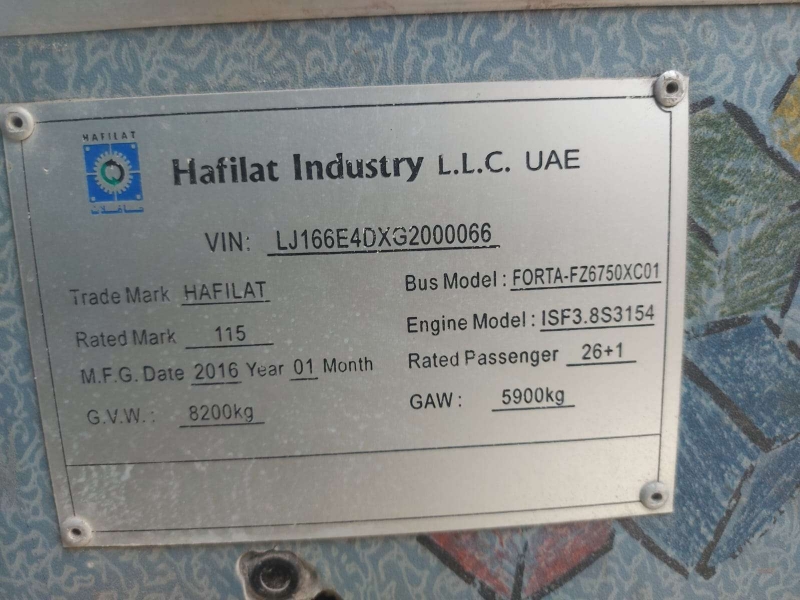 HAFILAT
حافلات
Hafilat Industry L.L.C. UAE
VIN: LJ166E4DXG2000066
Trade Mark HAFILAT
Bus Model : FORTA-FZ6750XC01
Rated Mark 115
Engine Model : ISF3.8S3154
M.F.G. Date 2016 Year 01 Month
Rated Passenger 26+1
G.V.W. : 8200kg
GAW : 5900kg